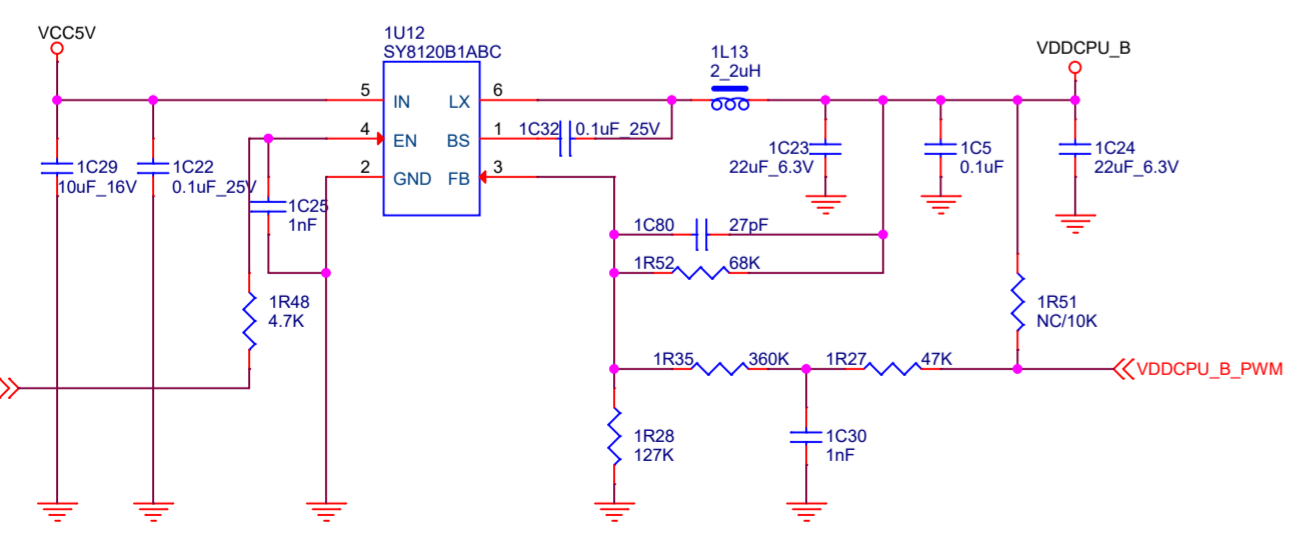 VCC5V
1U12
SY8120B1ABC
1L13
2_2uH
VDDCPU_B
5
IN
LX
6
4
EN
BS
1
1C32
0.1uF_25V
2
GND
FB
3
1C29
10uF_16V
1C22
0.1uF_25V
1C25
1nF
1C23
22uF_6.3V
1C5
0.1uF
1C24
22uF_6.3V
1C80
27pF
1R52
68K
1R48
4.7K
1R51
NC/10K
1R35
360K
1R27
47K
VDDCPU_B_PWM
1R28
127K
1C30
1nF